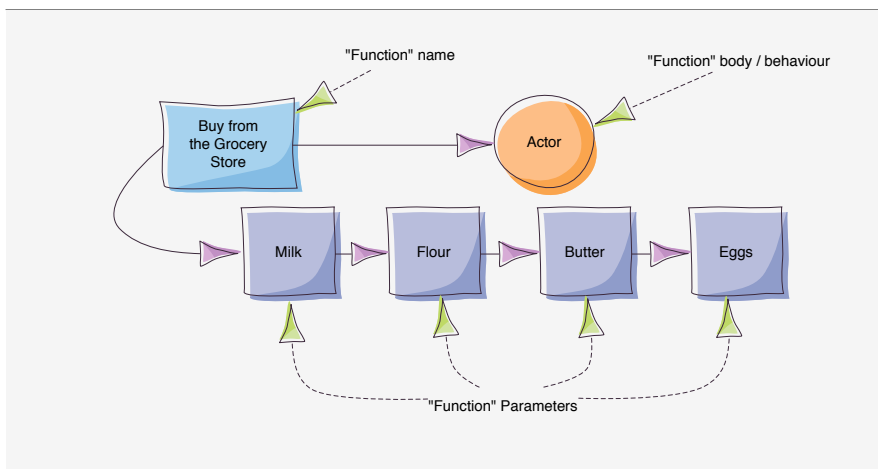 "Function" name
"Function" body / behaviour
Buy from
the Grocery
Store
Actor
Milk
Flour
Butter
Eggs
"Function" Parameters